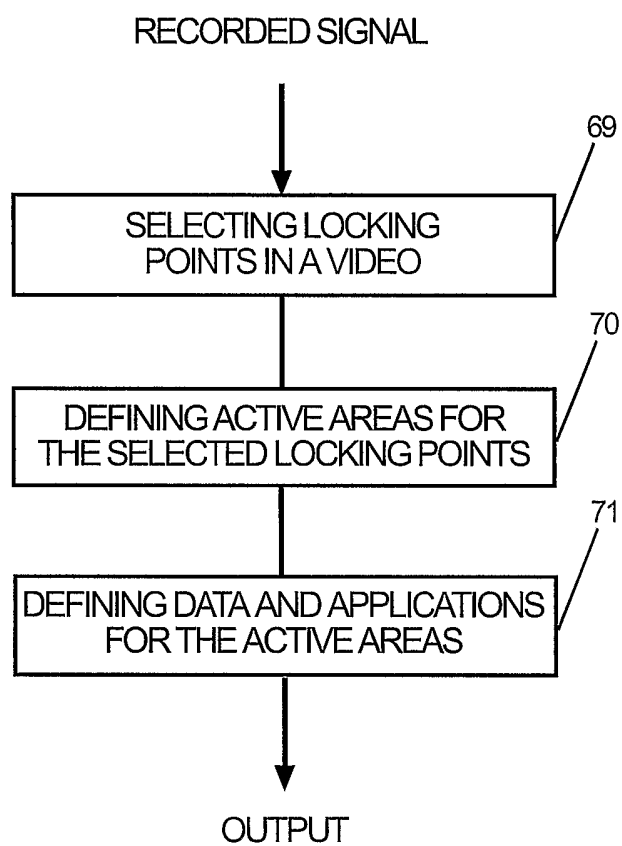 RECORDED SIGNAL
69
SELECTING LOCKING
POINTS IN A VIDEO
70
DEFINING ACTIVE AREAS FOR
THE SELECTED LOCKING POINTS
71
DEFINING DATA AND APPLICATIONS
FOR THE ACTIVE AREAS
OUTPUT